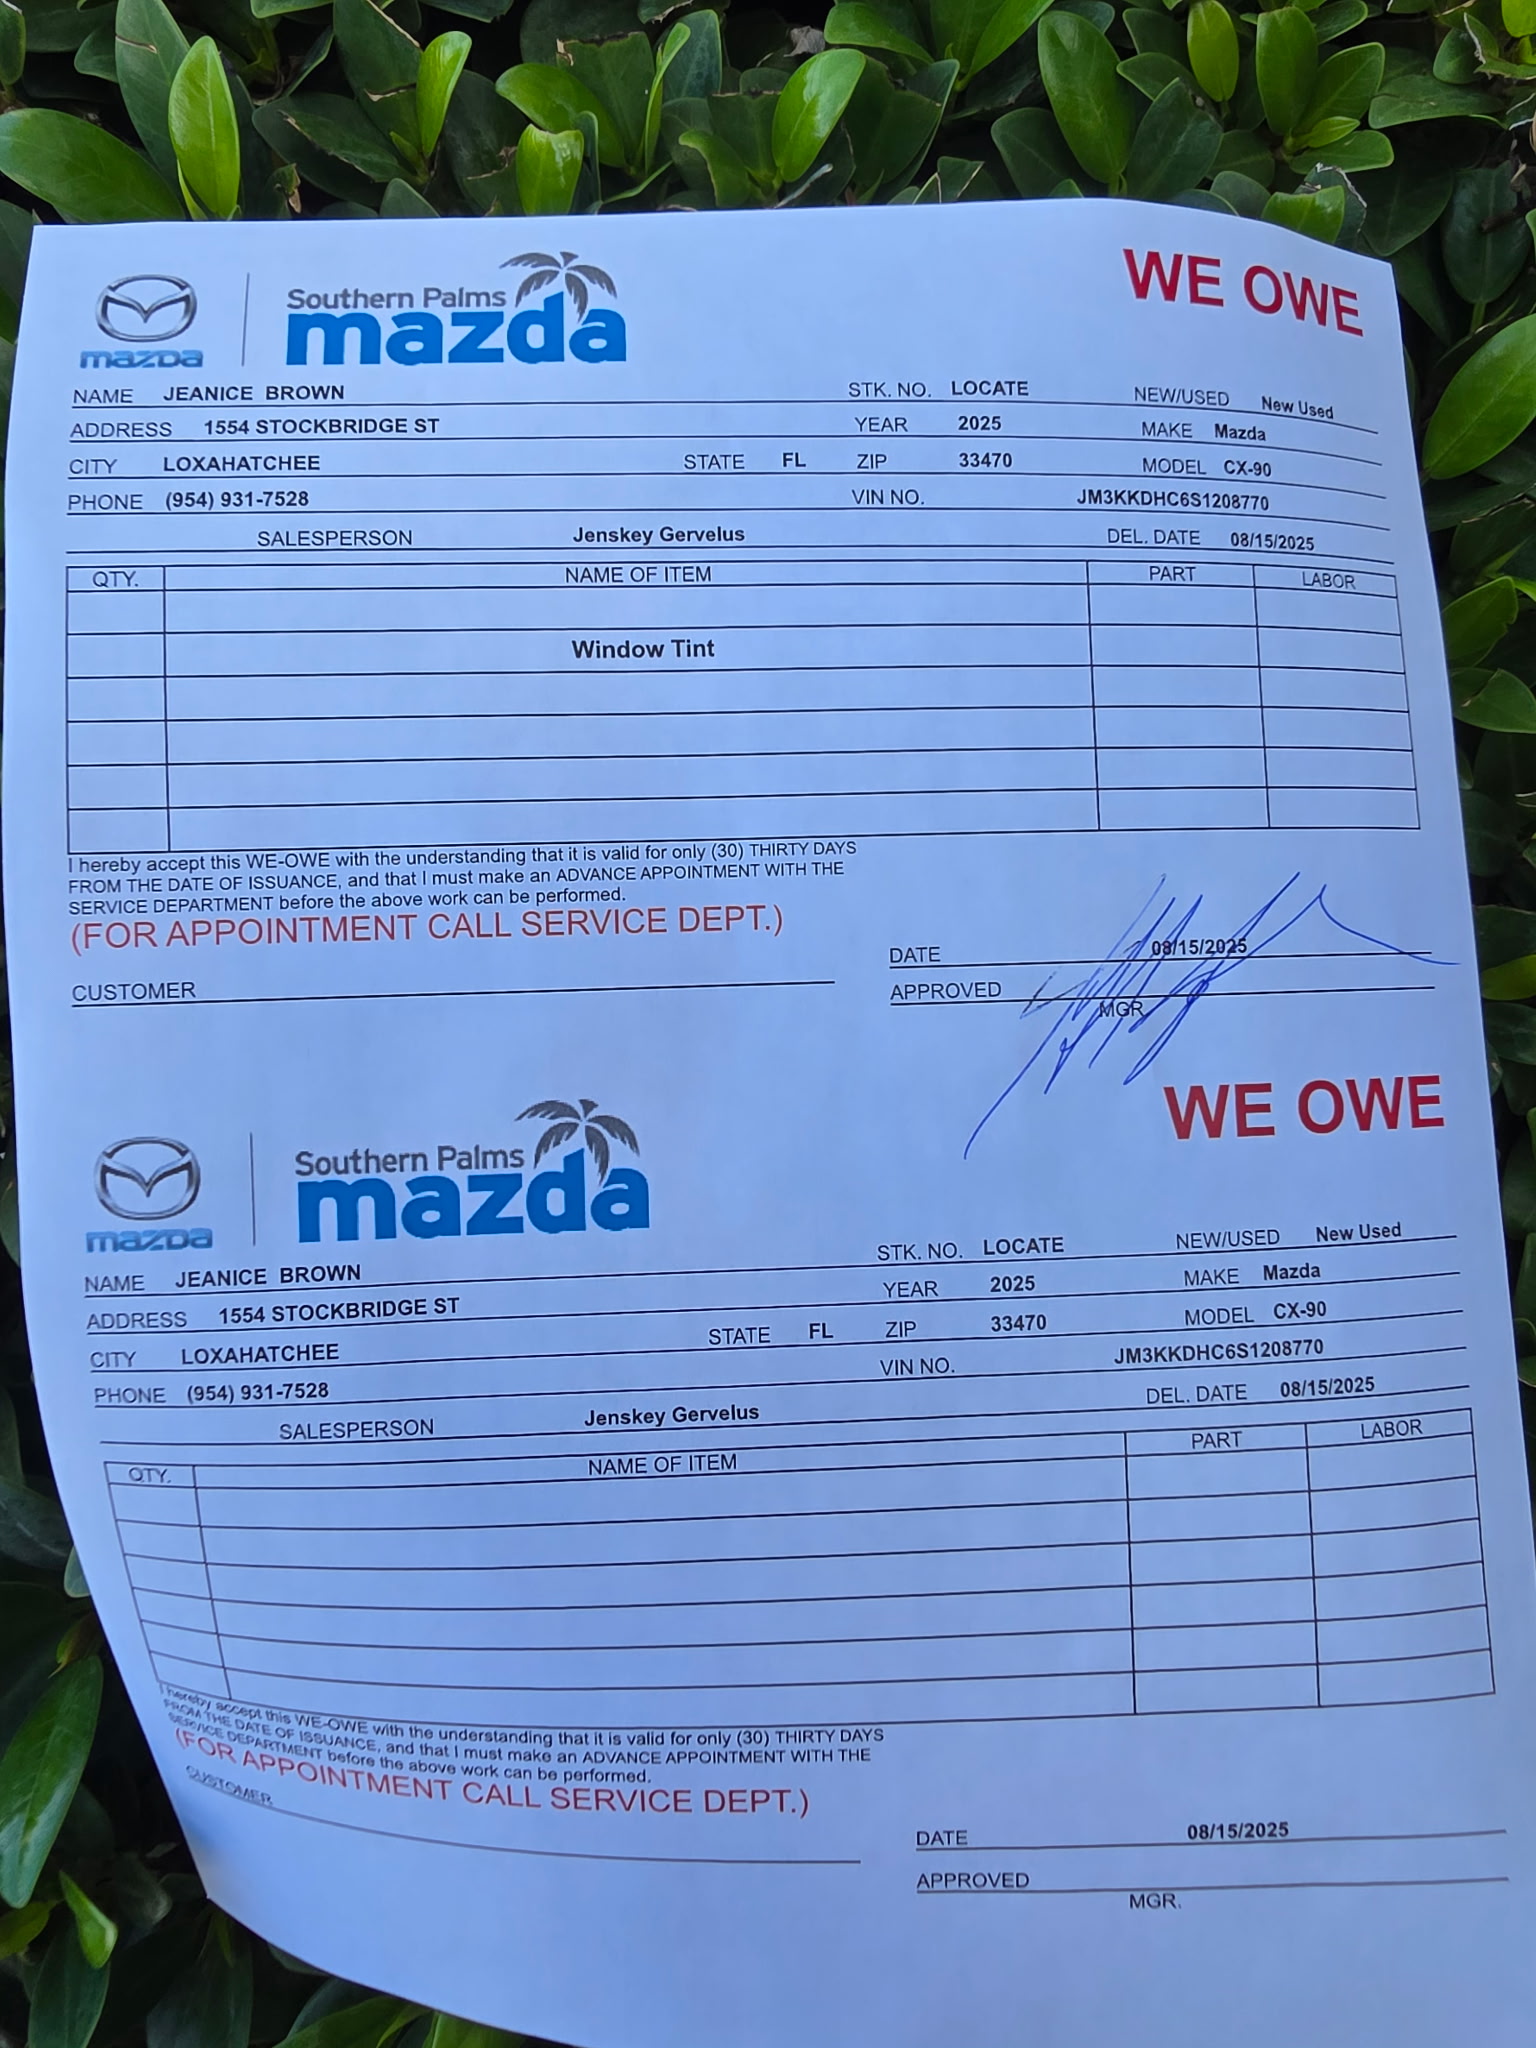 WE OWE
mazda
Southern Palms
mazda
NAME JEANICE BROWN STK. NO. LOCATE NEW/USED New Used
ADDRESS 1554 STOCKBRIDGE ST YEAR 2025 MAKE Mazda
CITY LOXAHATCHEE STATE FL ZIP 33470 MODEL CX-90
PHONE (954) 931-7528 VIN NO. JM3KKDHC6S1208770
SALESPERSON Jenskey Gervelus DEL. DATE 08/15/2025
QTY. NAME OF ITEM PART LABOR
Window Tint
I hereby accept this WE-OWE with the understanding that it is valid for only (30) THIRTY DAYS
FROM THE DATE OF ISSUANCE, and that I must make an ADVANCE APPOINTMENT WITH THE
SERVICE DEPARTMENT before the above work can be performed.
(FOR APPOINTMENT CALL SERVICE DEPT.)
DATE 08/15/2025
CUSTOMER APPROVED
MGR.
WE OWE
mazda
Southern Palms
mazda
NAME JEANICE BROWN STK. NO. LOCATE NEW/USED New Used
ADDRESS 1554 STOCKBRIDGE ST YEAR 2025 MAKE Mazda
CITY LOXAHATCHEE STATE FL ZIP 33470 MODEL CX-90
PHONE (954) 931-7528 VIN NO. JM3KKDHC6S1208770
SALESPERSON Jenskey Gervelus DEL. DATE 08/15/2025
QTY. NAME OF ITEM PART LABOR
I hereby accept this WE-OWE with the understanding that it is valid for only (30) THIRTY DAYS
FROM THE DATE OF ISSUANCE, and that I must make an ADVANCE APPOINTMENT WITH THE
SERVICE DEPARTMENT before the above work can be performed.
(FOR APPOINTMENT CALL SERVICE DEPT.)
CUSTOMER
DATE 08/15/2025
APPROVED
MGR.